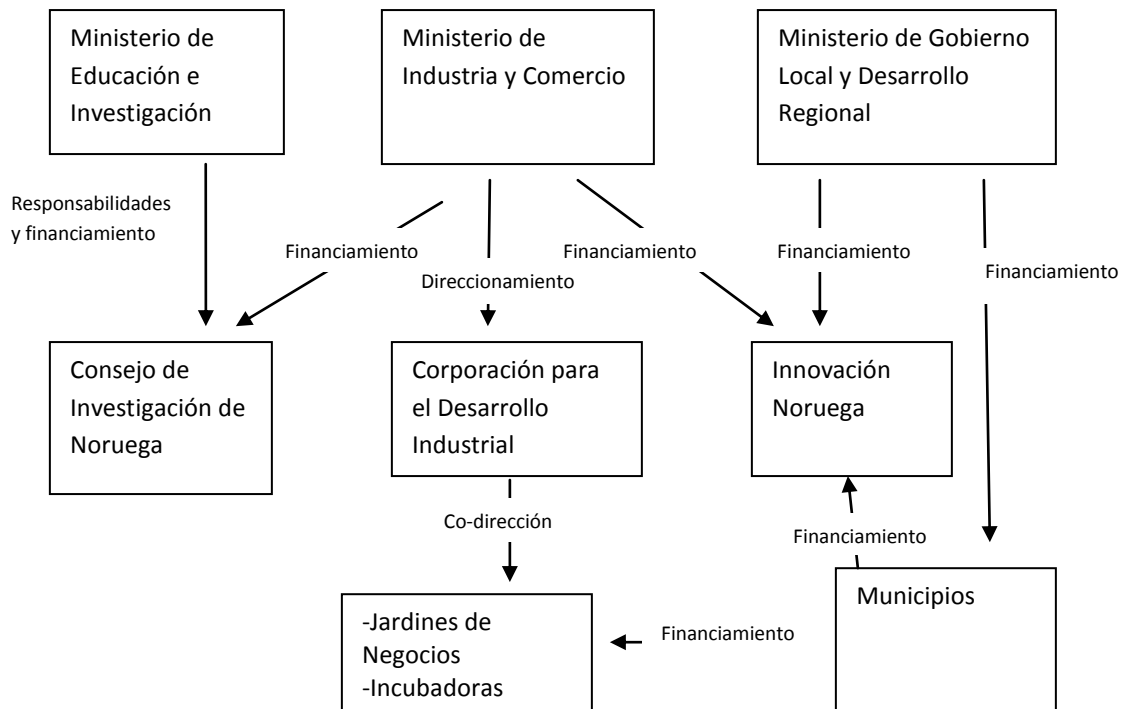 Ministerio de
Educación e
Investigación
Ministerio de
Industria y Comercio
Ministerio de Gobierno
Local y Desarrollo
Regional
Responsabilidades
y financiamiento
Financiamiento
Direccionamiento
Financiamiento
Financiamiento
Financiamiento
Consejo de
Investigación de
Noruega
Corporación para
el Desarrollo
Industrial
Innovación
Noruega
Co-dirección
Financiamiento
-Jardines de
Negocios
-Incubadoras
Financiamiento
Municipios